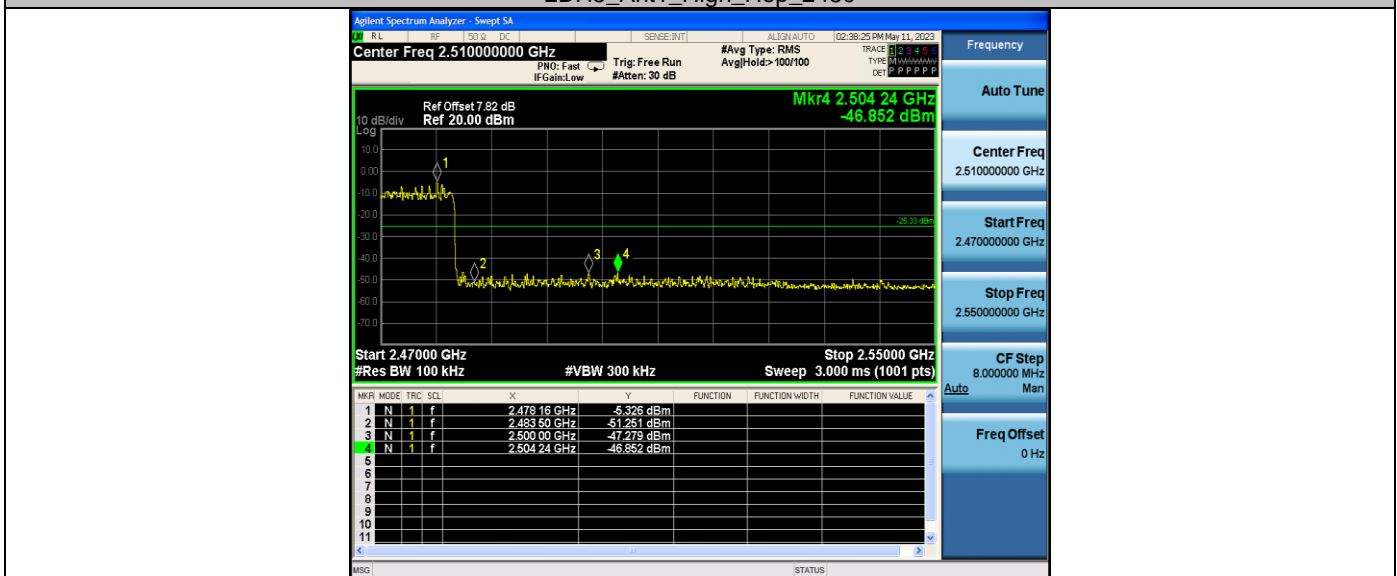 Agilent Spectrum Analyzer - Swept SA
RL RF 50 Ω DC SENSE:INT ALIGNAUTO 02:38:25 PM May 11, 2023
Center Freq 2.510000000 GHz
PNO: Fast
IFGain:Low
Trig: Free Run
#Atten: 30 dB
#Avg Type: RMS
Avg|Hold:>100/100
TRACE 1 2 3 4 5 6
TYPE MWWWWW
DET P P P P P P
Mkr4 2.504 24 GHz
-46.852 dBm
Ref Offset 7.82 dB
10 dB/div Ref 20.00 dBm
Log
10.0
0.00
-10.0
-20.0
-30.0
-40.0
-50.0
-60.0
-70.0
1
2
3
4
-25.33 dBm
Start 2.47000 GHz Stop 2.55000 GHz
#Res BW 100 kHz #VBW 300 kHz Sweep 3.000 ms (1001 pts)
MKR MODE TRC SCL X Y FUNCTION FUNCTION WIDTH FUNCTION VALUE
1 N 1 f 2.478 16 GHz -5.326 dBm
2 N 1 f 2.483 50 GHz -51.251 dBm
3 N 1 f 2.500 00 GHz -47.279 dBm
4 N 1 f 2.504 24 GHz -46.852 dBm
5
6
7
8
9
10
11
MSG STATUS
Frequency
Auto Tune
Center Freq
2.510000000 GHz
Start Freq
2.470000000 GHz
Stop Freq
2.550000000 GHz
CF Step
8.000000 MHz
Auto Man
Freq Offset
0 Hz